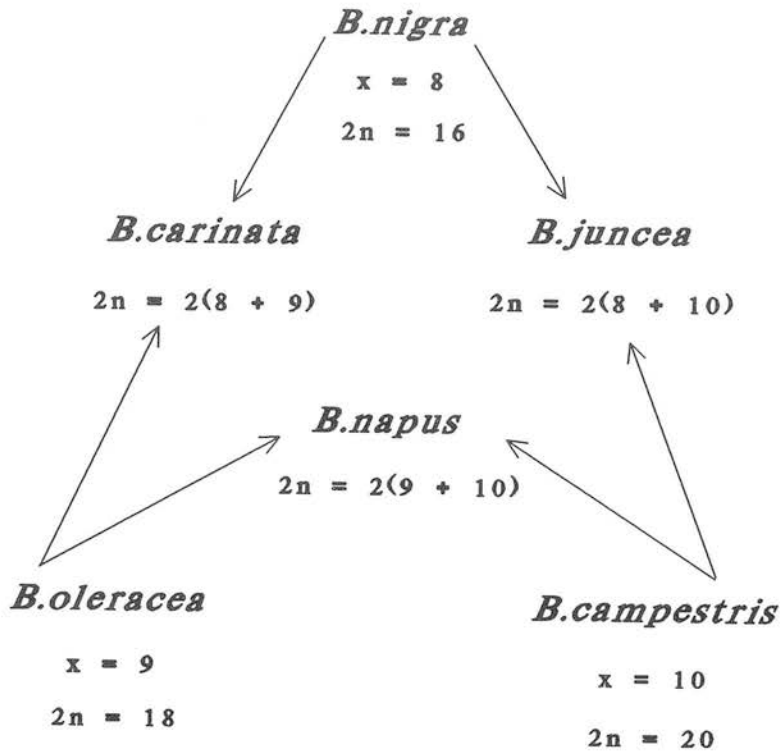 B.nigra
x = 8
2n = 16
B.carinata
B.juncea
2n = 2(8 + 9)
2n = 2(8 + 10)
B.napus
2n = 2(9 + 10)
B.oleracea
B.campestris
x = 9
x = 10
2n = 18
2n = 20